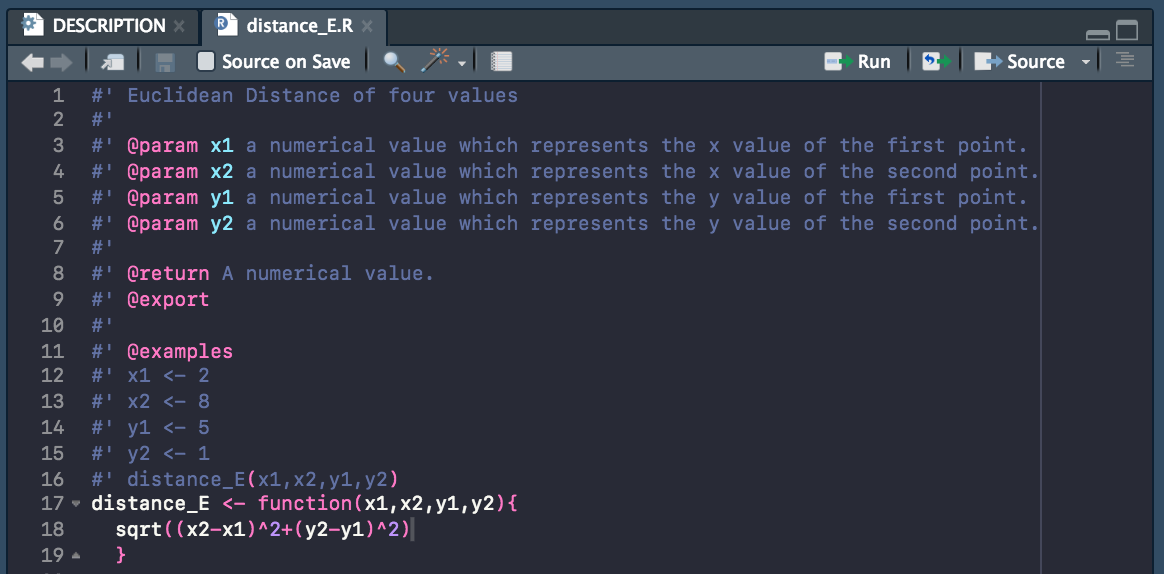 DESCRIPTION × distance_E.R ×
Source on Save Run Source
1 #' Euclidean Distance of four values
2 #'
3 #' @param x1 a numerical value which represents the x value of the first point.
4 #' @param x2 a numerical value which represents the x value of the second point.
5 #' @param y1 a numerical value which represents the y value of the first point.
6 #' @param y2 a numerical value which represents the y value of the second point.
7 #'
8 #' @return A numerical value.
9 #' @export
10 #'
11 #' @examples
12 #' x1 <- 2
13 #' x2 <- 8
14 #' y1 <- 5
15 #' y2 <- 1
16 #' distance_E(x1,x2,y1,y2)
17 distance_E <- function(x1,x2,y1,y2){
18 sqrt((x2-x1)^2+(y2-y1)^2)
19 }